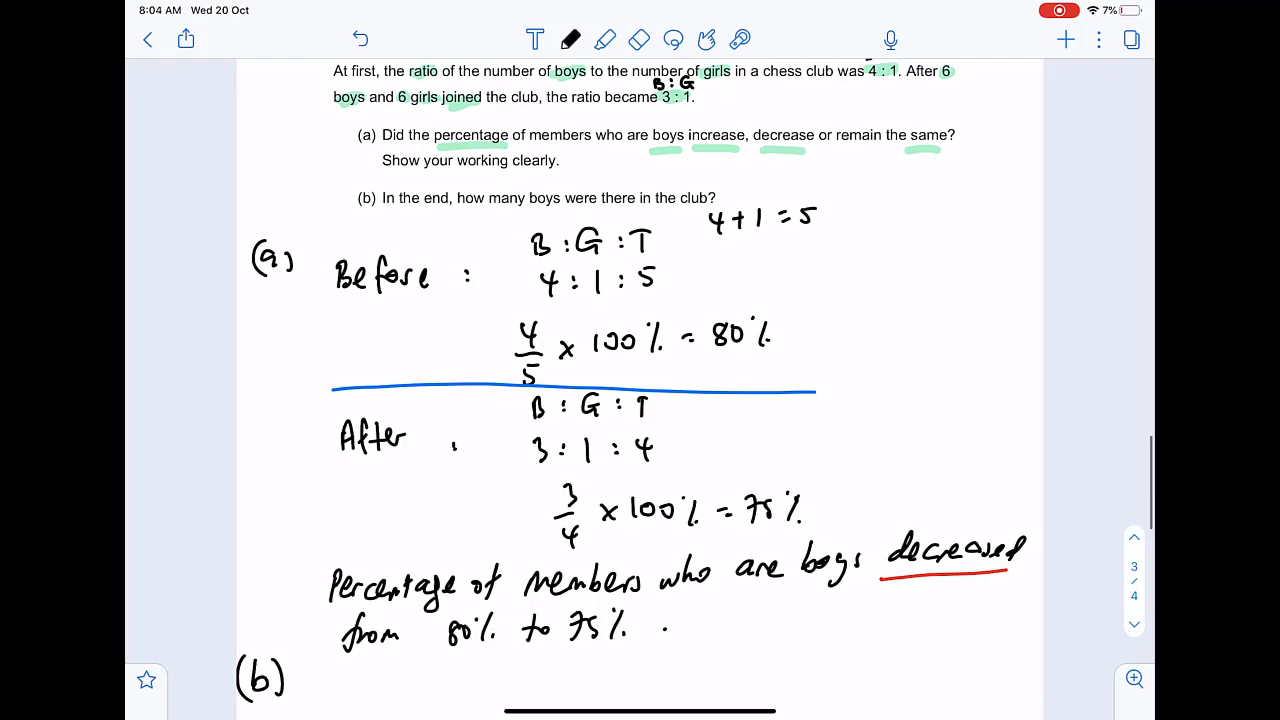 8:04 AM Wed 20 Oct
7%
At first, the ratio of the number of boys to the number of girls in a chess club was 4 : 1. After 6
B : G
boys and 6 girls joined the club, the ratio became 3 : 1.
(a) Did the percentage of members who are boys increase, decrease or remain the same?
Show your working clearly.
(b) In the end, how many boys were there in the club?
4 + 1 = 5
(a)
B : G : T
Before :
4 : 1 : 5
4/5 × 100% = 80%
B : G : T
After :
3 : 1 : 4
3/4 × 100% = 75%
Percentage of members who are boys decreased
from 80% to 75%.
(b)
3
/
4